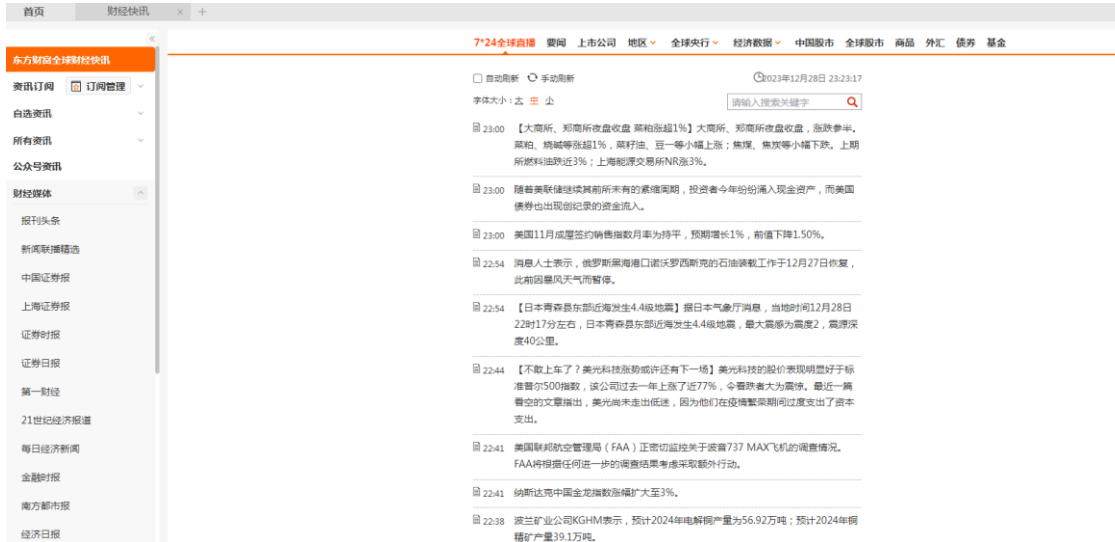 首页
财经快讯 × +
«
东方财富全球财经快讯
资讯订阅 订阅管理
自选资讯
所有资讯
公众号资讯
财经媒体
报刊头条
新闻联播精选
中国证券报
上海证券报
证券时报
证券日报
第一财经
21世纪经济报道
每日经济新闻
金融时报
南方都市报
经济日报
7*24全球直播 要闻 上市公司 地区 全球央行 经济数据 中国股市 全球股市 商品 外汇 债券 基金
自动刷新 手动刷新 2023年12月28日 23:23:17
字体大小：大 中 小 请输入搜索关键字
23:00 【大商所、郑商所夜盘收盘 菜粕涨超1%】大商所、郑商所夜盘收盘，涨跌参半。
菜粕、烧碱等涨超1%，菜籽油、豆一等小幅上涨；焦煤、焦炭等小幅下跌。上期
所燃料油跌近3%；上海能源交易所NR涨3%。
23:00 随着美联储继续其前所未有的紧缩周期，投资者今年纷纷涌入现金资产，而美国
债券也出现创纪录的资金流入。
23:00 美国11月成屋签约销售指数月率为持平，预期增长1%，前值下降1.50%。
22:54 消息人士表示，俄罗斯黑海港口诺沃罗西斯克的石油装载工作于12月27日恢复，
此前因暴风天气而暂停。
22:54 【日本青森县东部近海发生4.4级地震】据日本气象厅消息，当地时间12月28日
22时17分左右，日本青森县东部近海发生4.4级地震，最大震感为震度2，震源深
度40公里。
22:44 【不敢上车了？美光科技涨势或许还有下一场】美光科技的股价表现明显好于标
准普尔500指数，该公司过去一年上涨了近77%，令看跌者大为震惊。最近一篇
看空的文章指出，美光尚未走出低迷，因为他们在疫情繁荣期间过度支出了资本
支出。
22:41 美国联邦航空管理局（FAA）正密切监控关于波音737 MAX飞机的调查情况。
FAA将根据任何进一步的调查结果考虑采取额外行动。
22:41 纳斯达克中国金龙指数涨幅扩大至3%。
22:38 波兰矿业公司KGHM表示，预计2024年电解铜产量为56.92万吨；预计2024年铜
精矿产量39.1万吨。